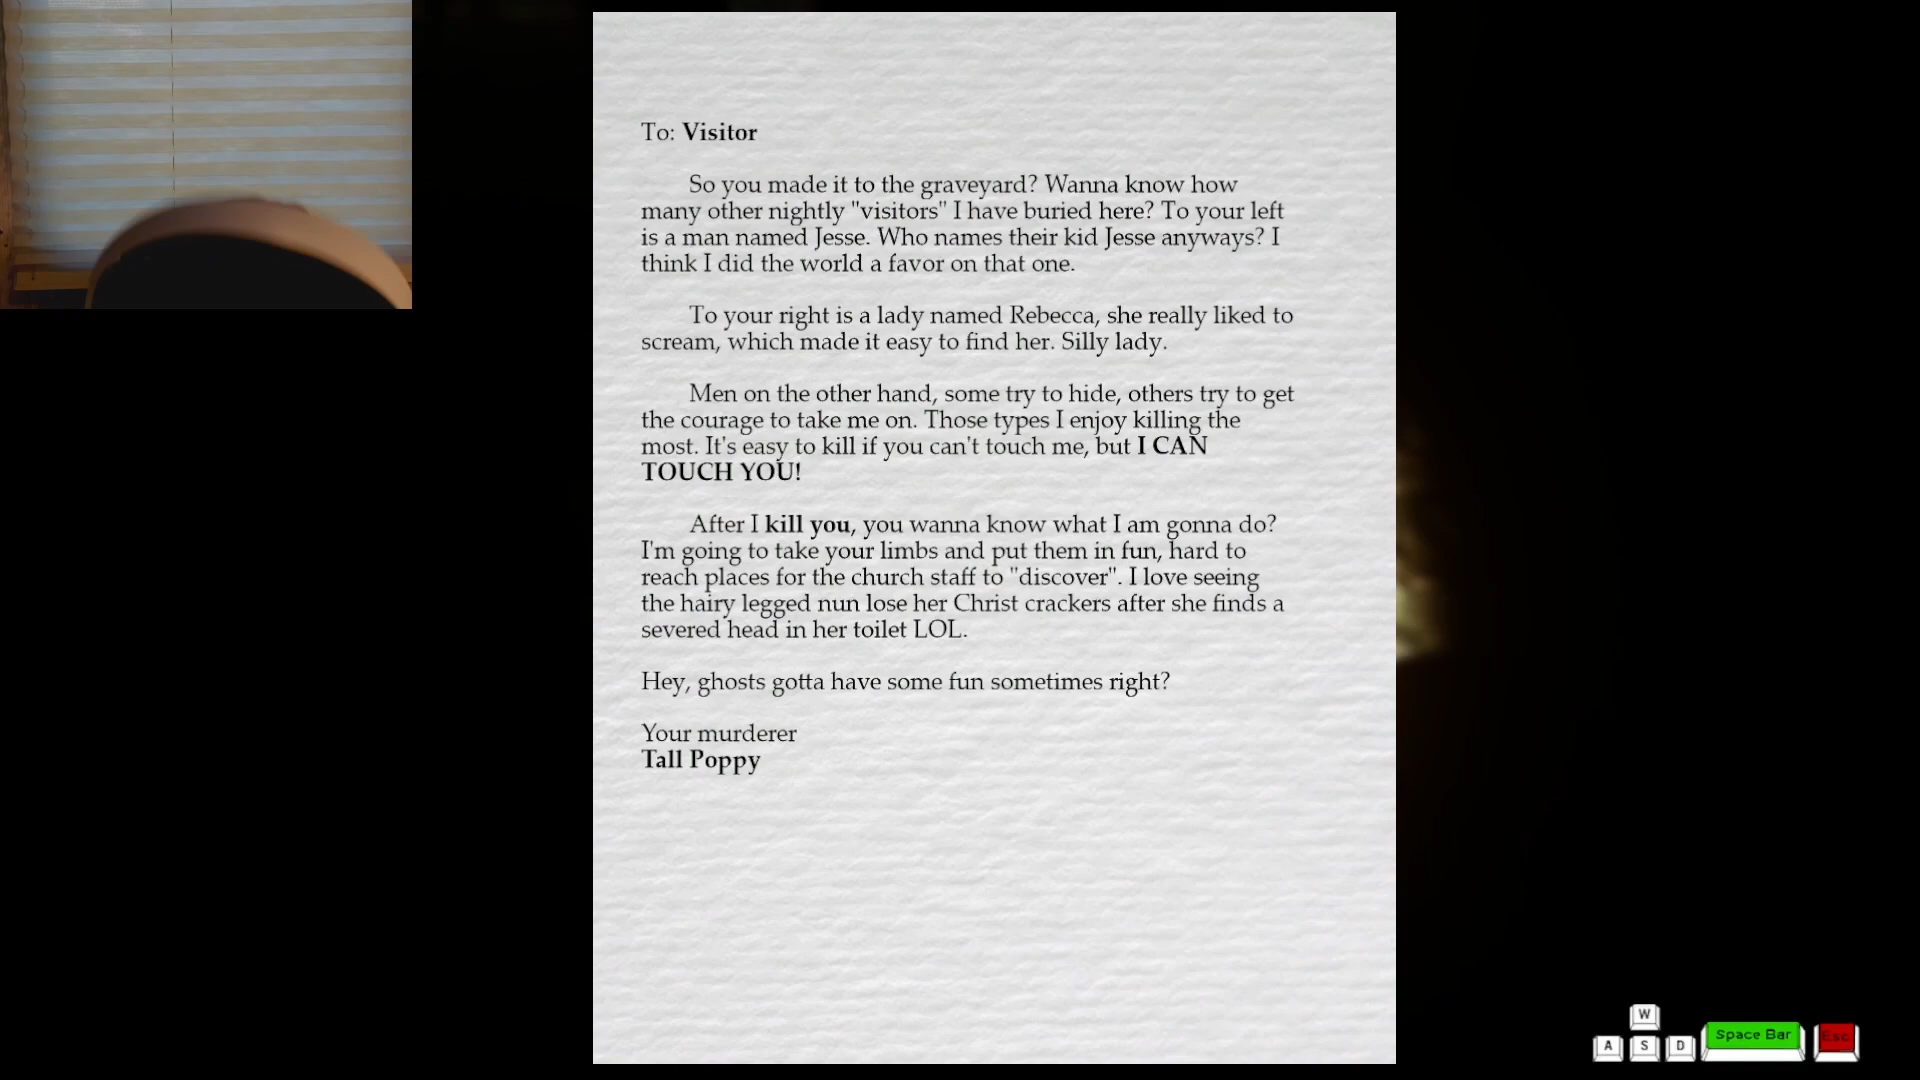 To: Visitor
So you made it to the graveyard? Wanna know how
many other nightly "visitors" I have buried here? To your left
is a man named Jesse. Who names their kid Jesse anyways? I
think I did the world a favor on that one.
To your right is a lady named Rebecca, she really liked to
scream, which made it easy to find her. Silly lady.
Men on the other hand, some try to hide, others try to get
the courage to take me on. Those types I enjoy killing the
most. It's easy to kill if you can't touch me, but I CAN
TOUCH YOU!
After I kill you, you wanna know what I am gonna do?
I'm going to take your limbs and put them in fun, hard to
reach places for the church staff to "discover". I love seeing
the hairy legged nun lose her Christ crackers after she finds a
severed head in her toilet LOL.
Hey, ghosts gotta have some fun sometimes right?
Your murderer
Tall Poppy
W
A S D Space Bar Esc